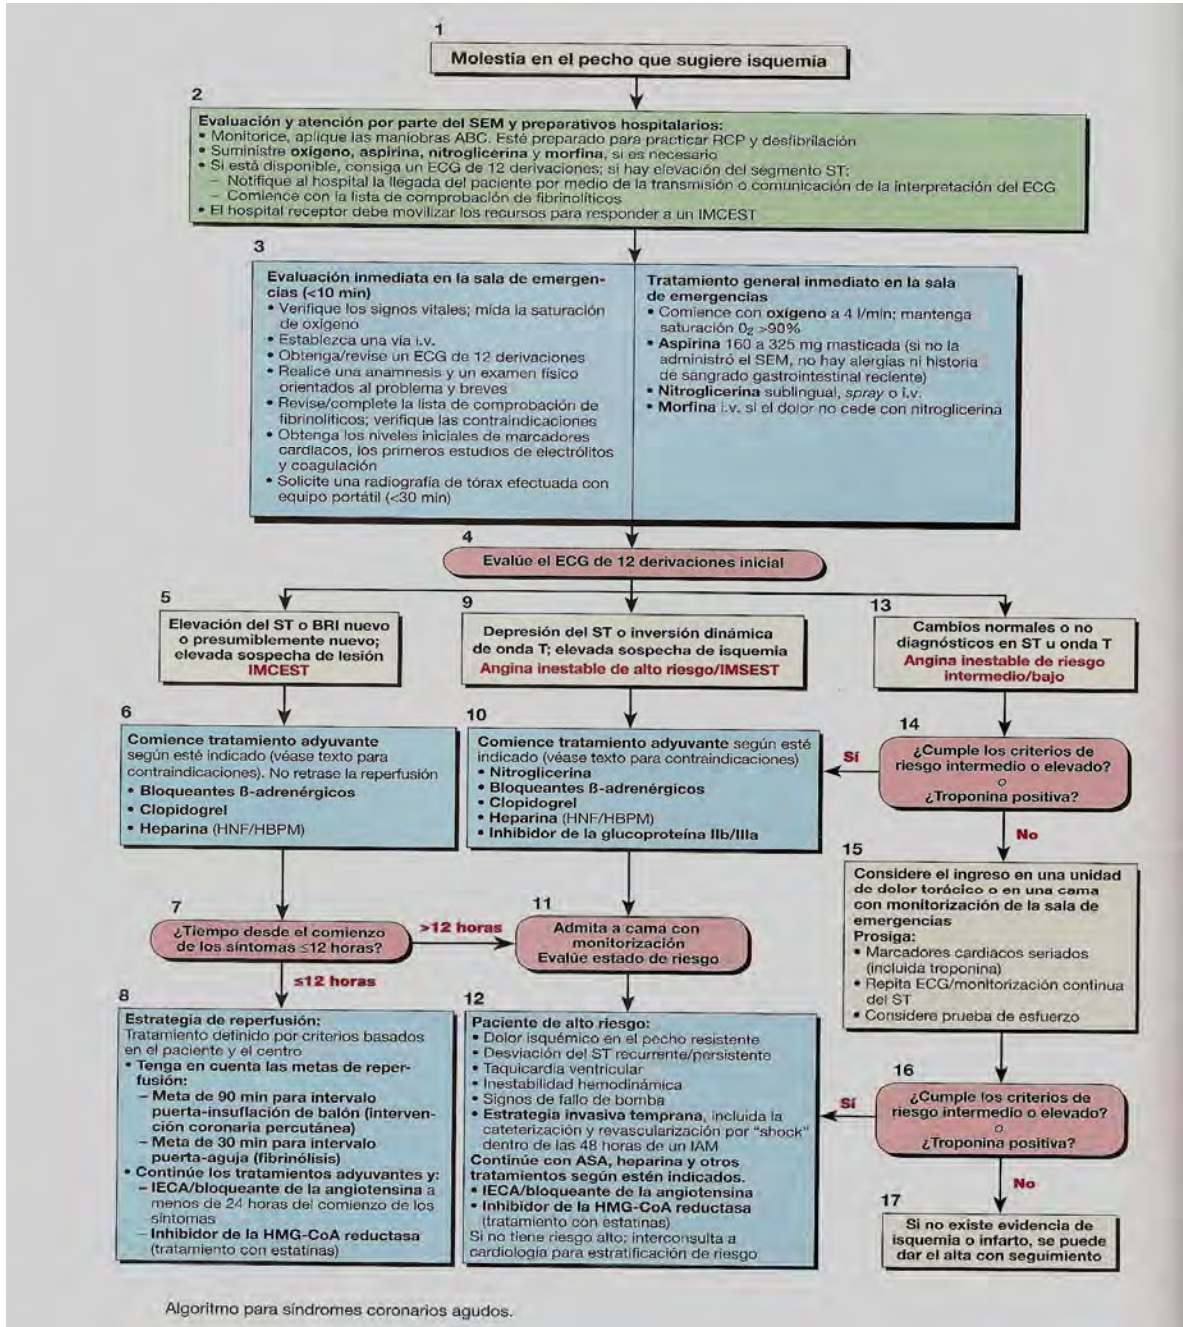 1
Molestia en el pecho que sugiere isquemia
2
Evaluación y atención por parte del SEM y preparativos hospitalarios:
• Monitorice, aplique las maniobras ABC. Esté preparado para practicar RCP y desfibrilación
• Suministre oxígeno, aspirina, nitroglicerina y morfina, si es necesario
• Si está disponible, consiga un ECG de 12 derivaciones; si hay elevación del segmento ST:
– Notifique al hospital la llegada del paciente por medio de la transmisión o comunicación de la interpretación del ECG
– Comience con la lista de comprobación de fibrinolíticos
• El hospital receptor debe movilizar los recursos para responder a un IMCEST
3
Evaluación inmediata en la sala de emergen-
cias (<10 min)
• Verifique los signos vitales; mida la saturación
de oxígeno
• Establezca una vía i.v.
• Obtenga/revise un ECG de 12 derivaciones
• Realice una anamnesis y un examen físico
orientados al problema y breves
• Revise/complete la lista de comprobación de
fibrinolíticos; verifique las contraindicaciones
• Obtenga los niveles iniciales de marcadores
cardíacos, los primeros estudios de electrólitos
y coagulación
• Solicite una radiografía de tórax efectuada con
equipo portátil (<30 min)
Tratamiento general inmediato en la sala
de emergencias
• Comience con oxígeno a 4 l/min; mantenga
saturación O₂ >90%
• Aspirina 160 a 325 mg masticada (si no la
administró el SEM, no hay alergias ni historia
de sangrado gastrointestinal reciente)
• Nitroglicerina sublingual, spray o i.v.
• Morfina i.v. si el dolor no cede con nitroglicerina
4
Evalúe el ECG de 12 derivaciones inicial
5
Elevación del ST o BRI nuevo
o presumiblemente nuevo;
elevada sospecha de lesión
IMCEST
9
Depresión del ST o inversión dinámica
de onda T; elevada sospecha de isquemia
Angina inestable de alto riesgo/IMSEST
13
Cambios normales o no
diagnósticos en ST u onda T
Angina inestable de riesgo
intermedio/bajo
6
Comience tratamiento adyuvante
según esté indicado (véase texto para
contraindicaciones). No retrase la reperfusión
• Bloqueantes ß-adrenérgicos
• Clopidogrel
• Heparina (HNF/HBPM)
10
Comience tratamiento adyuvante según esté
indicado (véase texto para contraindicaciones)
• Nitroglicerina
• Bloqueantes ß-adrenérgicos
• Clopidogrel
• Heparina (HNF/HBPM)
• Inhibidor de la glucoproteína IIb/IIIa
14
Sí
¿Cumple los criterios de
riesgo intermedio o elevado?
o
¿Troponina positiva?
No
15
Considere el ingreso en una unidad
de dolor torácico o en una cama
con monitorización de la sala de
emergencias
Prosiga:
• Marcadores cardiacos seriados
(incluida troponina)
• Repita ECG/monitorización continua
del ST
• Considere prueba de esfuerzo
7
¿Tiempo desde el comienzo
de los síntomas ≤12 horas?
>12 horas
≤12 horas
11
Admita a cama con
monitorización
Evalúe estado de riesgo
8
Estrategia de reperfusión:
Tratamiento definido por criterios basados
en el paciente y el centro
• Tenga en cuenta las metas de reper-
fusión:
– Meta de 90 min para intervalo
puerta-insuflación de balón (interven-
ción coronaria percutánea)
– Meta de 30 min para intervalo
puerta-aguja (fibrinólisis)
• Continúe los tratamientos adyuvantes y:
– IECA/bloqueante de la angiotensina a
menos de 24 horas del comienzo de los
síntomas
– Inhibidor de la HMG-CoA reductasa
(tratamiento con estatinas)
12
Paciente de alto riesgo:
• Dolor isquémico en el pecho resistente
• Desviación del ST recurrente/persistente
• Taquicardia ventricular
• Inestabilidad hemodinámica
• Signos de fallo de bomba
• Estrategia invasiva temprana, incluida la
cateterización y revascularización por "shock"
dentro de las 48 horas de un IAM
Continúe con ASA, heparina y otros
tratamientos según estén indicados.
• IECA/bloqueante de la angiotensina
• Inhibidor de la HMG-CoA reductasa
(tratamiento con estatinas)
Si no tiene riesgo alto: interconsulta a
cardiología para estratificación de riesgo
16
Sí
¿Cumple los criterios de
riesgo intermedio o elevado?
o
¿Troponina positiva?
No
17
Si no existe evidencia de
isquemia o infarto, se puede
dar el alta con seguimiento
Algoritmo para síndromes coronarios agudos.